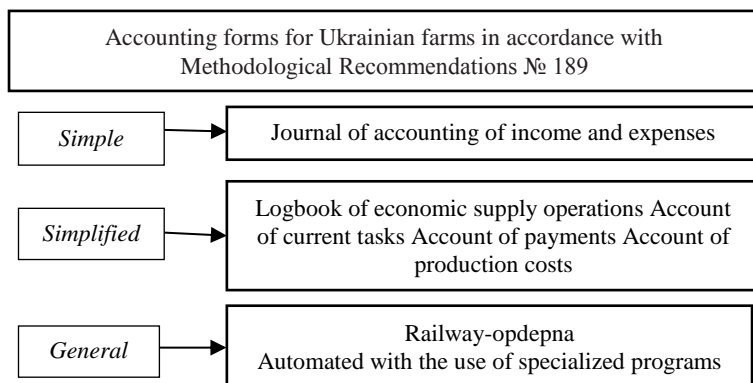 Accounting forms for Ukrainian farms in accordance with
Methodological Recommendations № 189
Simple
Journal of accounting of income and expenses
Simplified
Logbook of economic supply operations Account
of current tasks Account of payments Account of
production costs
General
Railway-opdepna
Automated with the use of specialized programs